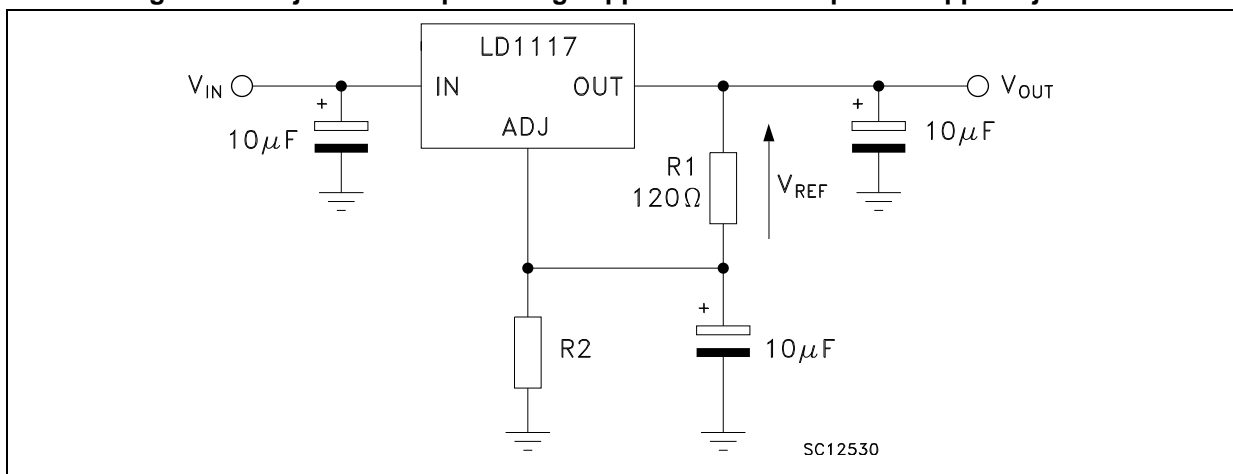 LD1117
V_IN
IN
OUT
V_OUT
ADJ
+
10μF
R1
120Ω
V_REF
+
10μF
R2
+
10μF
SC12530